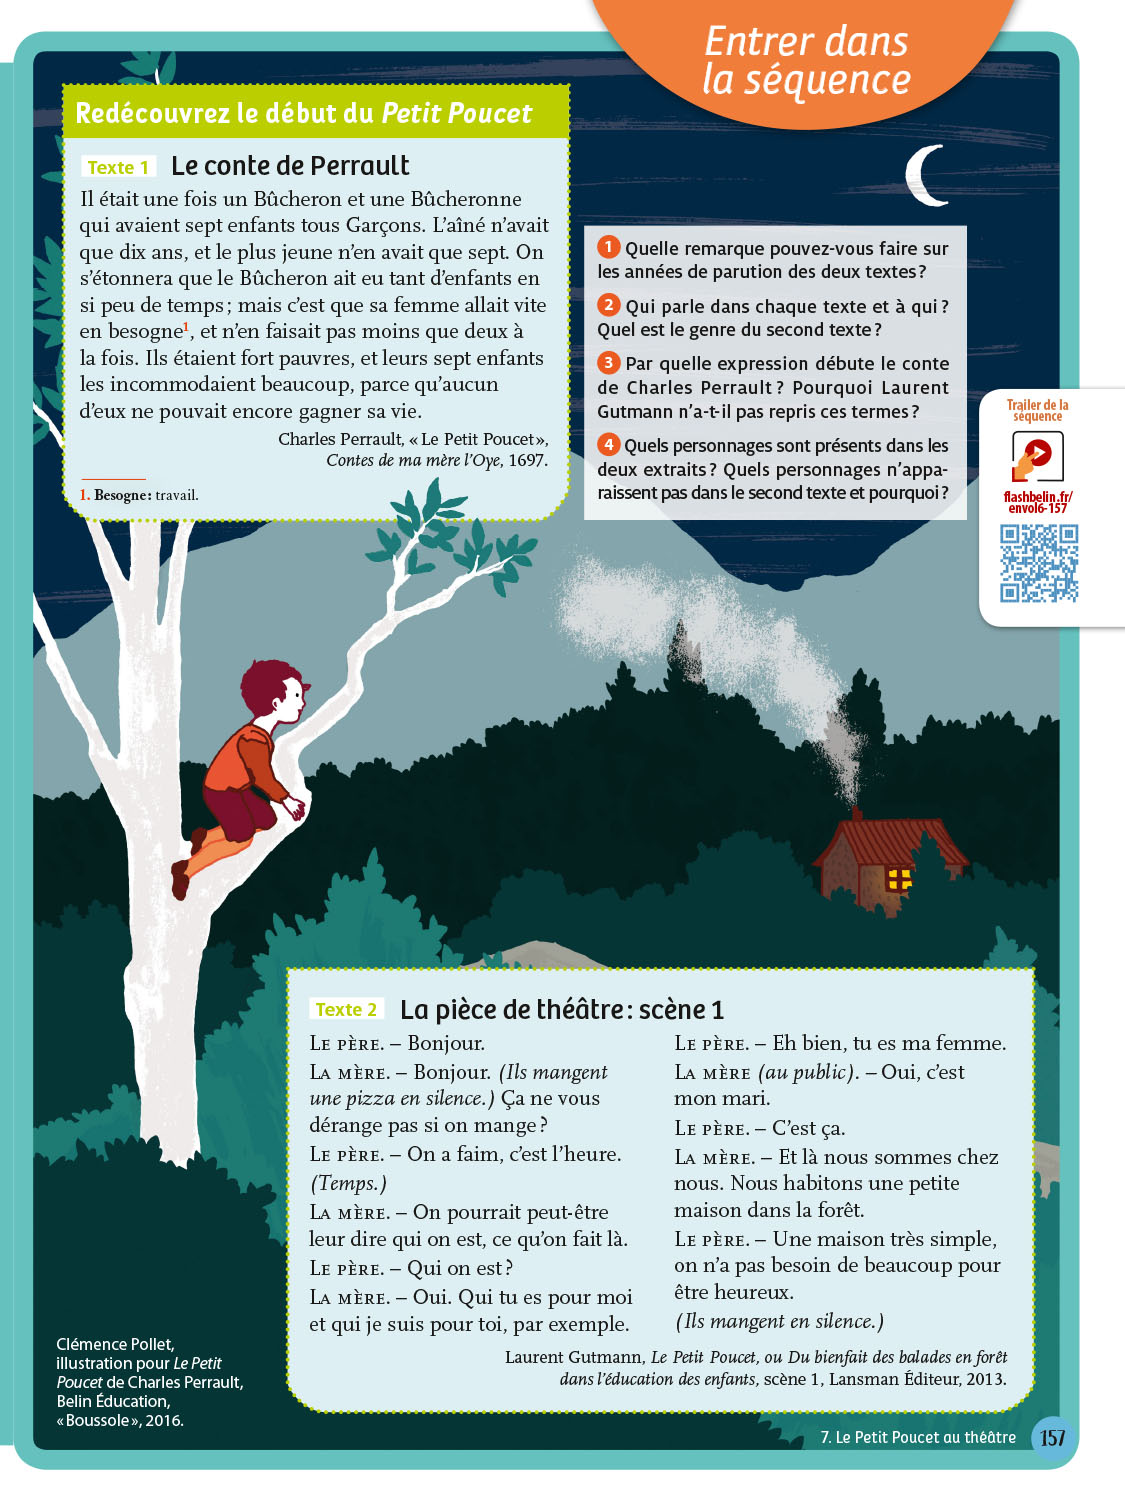 Entrer dans
la séquence
Redécouvrez le début du Petit Poucet
Texte 1 Le conte de Perrault
Il était une fois un Bûcheron et une Bûcheronne
qui avaient sept enfants tous Garçons. L’aîné n’avait
que dix ans, et le plus jeune n’en avait que sept. On
s’étonnera que le Bûcheron ait eu tant d’enfants en
si peu de temps ; mais c’est que sa femme allait vite
en besogne1, et n’en faisait pas moins que deux à
la fois. Ils étaient fort pauvres, et leurs sept enfants
les incommodaient beaucoup, parce qu’aucun
d’eux ne pouvait encore gagner sa vie.
Charles Perrault, « Le Petit Poucet »,
Contes de ma mère l’Oye, 1697.
1. Besogne : travail.
1 Quelle remarque pouvez-vous faire sur
les années de parution des deux textes ?
2 Qui parle dans chaque texte et à qui ?
Quel est le genre du second texte ?
3 Par quelle expression débute le conte
de Charles Perrault ? Pourquoi Laurent
Gutmann n’a-t-il pas repris ces termes ?
4 Quels personnages sont présents dans les
deux extraits ? Quels personnages n’appa-
raissent pas dans le second texte et pourquoi ?
Trailer de la
séquence
flashbelin.fr/
envol6-157
Texte 2 La pièce de théâtre : scène 1
Le père. – Bonjour.
La mère. – Bonjour. (Ils mangent
une pizza en silence.) Ça ne vous
dérange pas si on mange ?
Le père. – On a faim, c’est l’heure.
(Temps.)
La mère. – On pourrait peut-être
leur dire qui on est, ce qu’on fait là.
Le père. – Qui on est ?
La mère. – Oui. Qui tu es pour moi
et qui je suis pour toi, par exemple.
Le père. – Eh bien, tu es ma femme.
La mère (au public). – Oui, c’est
mon mari.
Le père. – C’est ça.
La mère. – Et là nous sommes chez
nous. Nous habitons une petite
maison dans la forêt.
Le père. – Une maison très simple,
on n’a pas besoin de beaucoup pour
être heureux.
(Ils mangent en silence.)
Laurent Gutmann, Le Petit Poucet, ou Du bienfait des balades en forêt
dans l’éducation des enfants, scène 1, Lansman Éditeur, 2013.
Clémence Pollet,
illustration pour Le Petit
Poucet de Charles Perrault,
Belin Éducation,
« Boussole », 2016.
7. Le Petit Poucet au théâtre 157